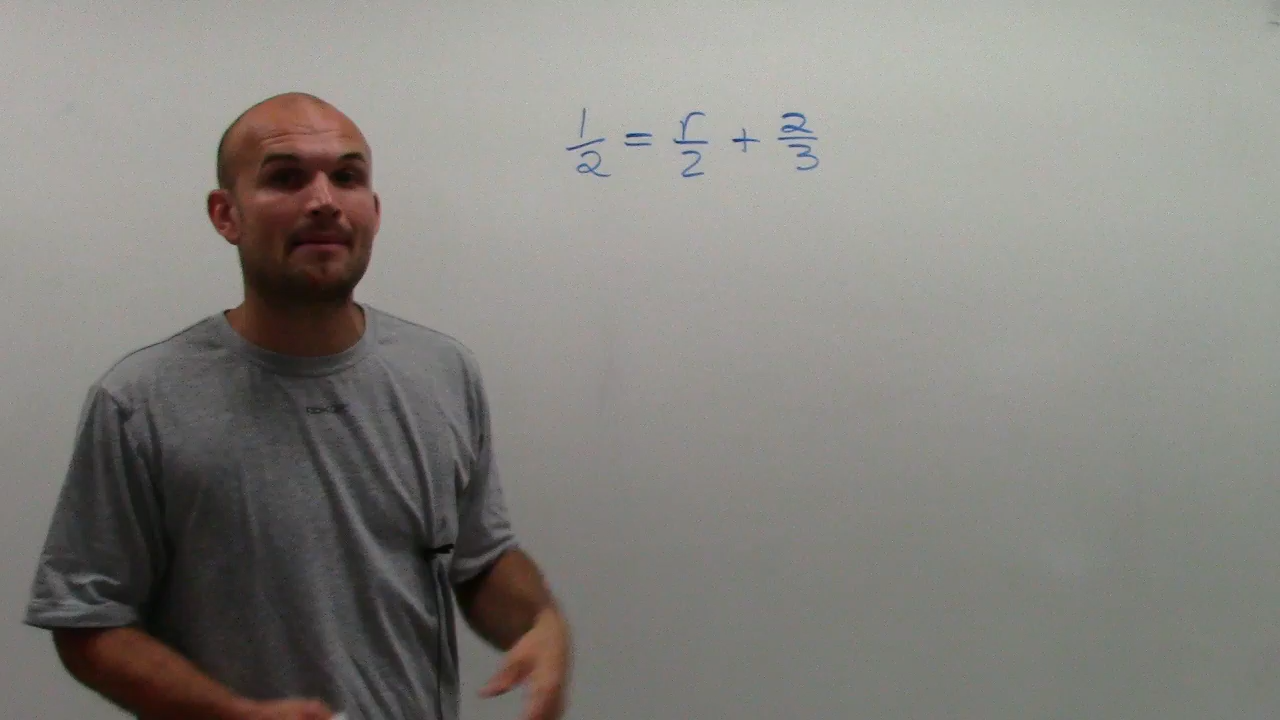 1/2 = r/2 + 2/3